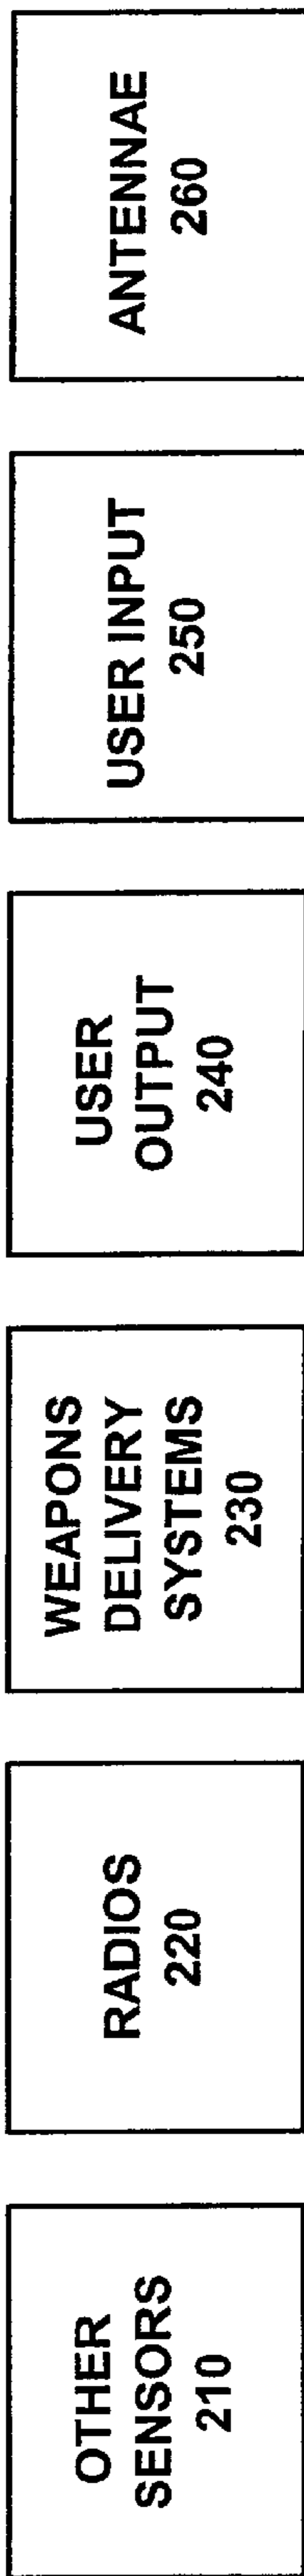 OTHER
SENSORS
210
RADIOS
220
WEAPONS
DELIVERY
SYSTEMS
230
USER
OUTPUT
240
USER INPUT
250
ANTENNAE
260